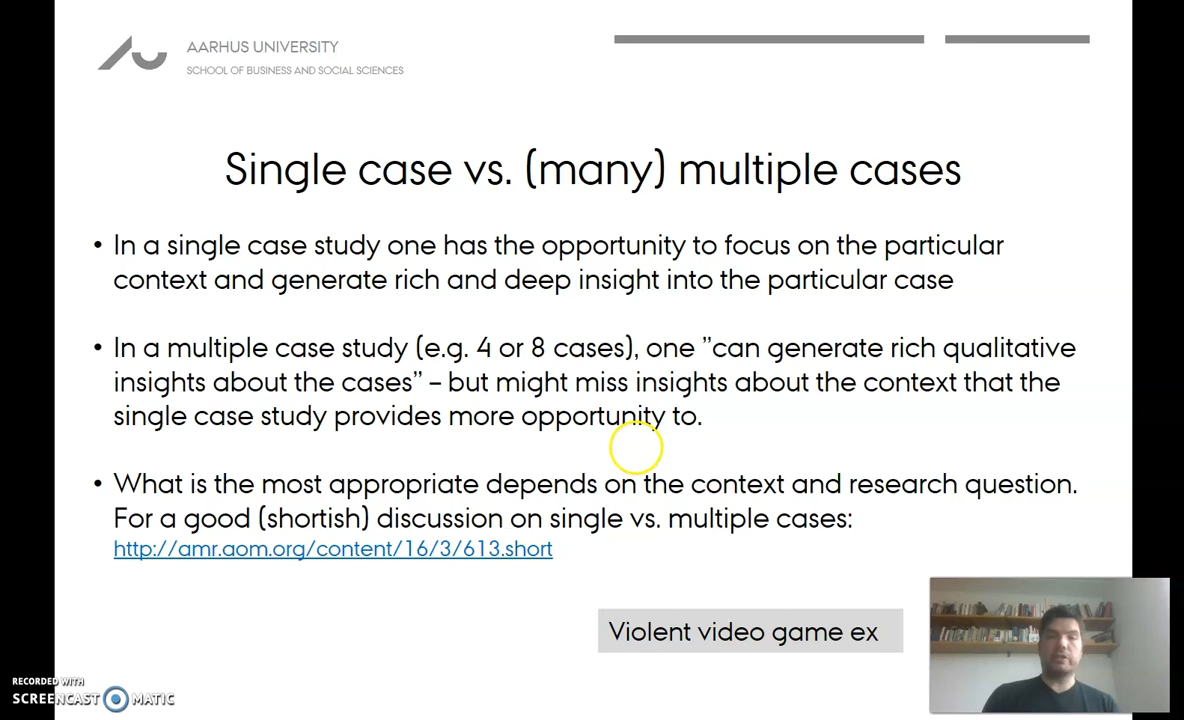 AARHUS UNIVERSITY
SCHOOL OF BUSINESS AND SOCIAL SCIENCES
Single case vs. (many) multiple cases
• In a single case study one has the opportunity to focus on the particular
context and generate rich and deep insight into the particular case
• In a multiple case study (e.g. 4 or 8 cases), one ”can generate rich qualitative
insights about the cases” – but might miss insights about the context that the
single case study provides more opportunity to.
• What is the most appropriate depends on the context and research question.
For a good (shortish) discussion on single vs. multiple cases:
http://amr.aom.org/content/16/3/613.short
Violent video game ex
RECORDED WITH
SCREENCAST MATIC